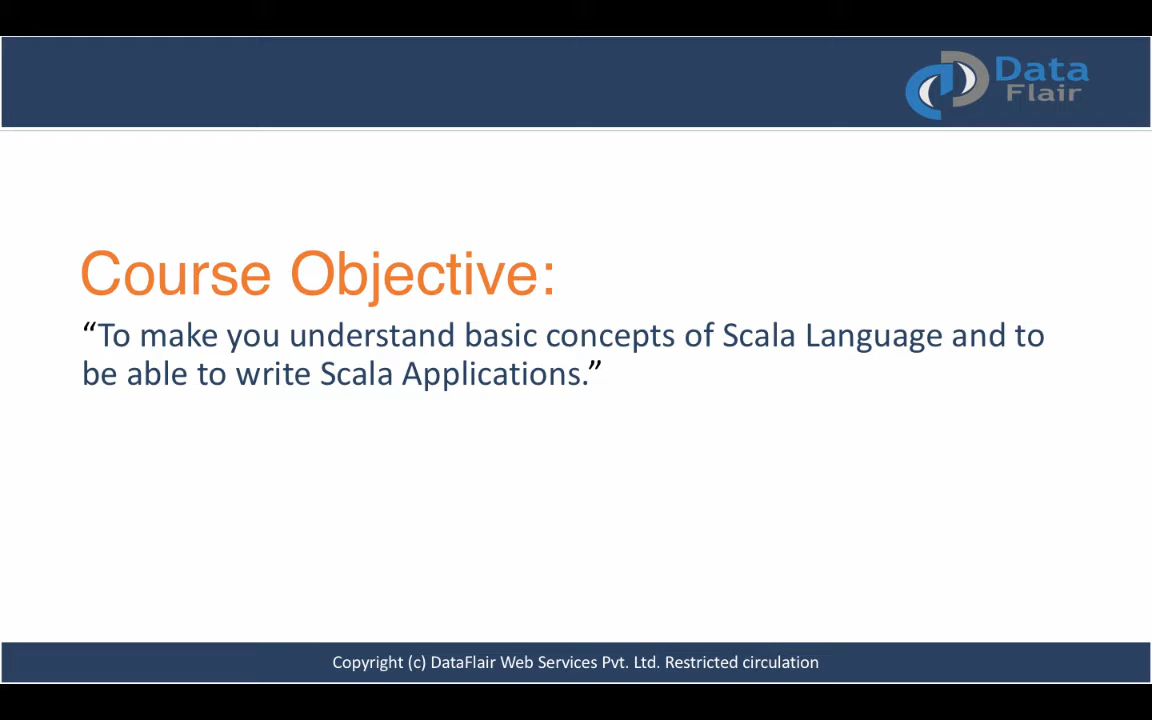 Data
Flair
Course Objective:
“To make you understand basic concepts of Scala Language and to
be able to write Scala Applications.”
Copyright (c) DataFlair Web Services Pvt. Ltd. Restricted circulation